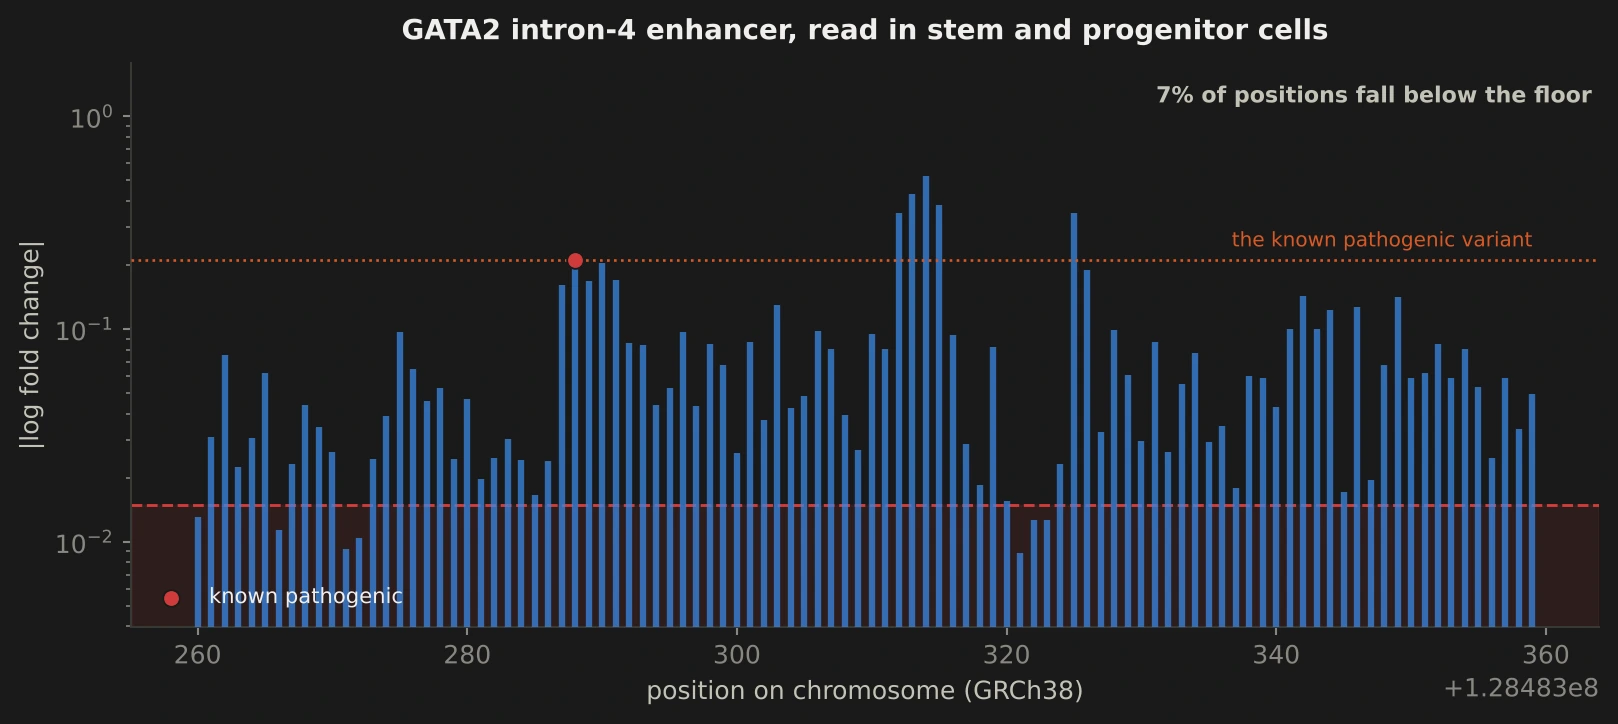 GATA2 intron-4 enhancer, read in stem and progenitor cells
7% of positions fall below the floor
the known pathogenic variant
known pathogenic
|log fold change|
10⁰
10⁻¹
10⁻²
260 280 300 320 340 360
position on chromosome (GRCh38)
+1.28483e8